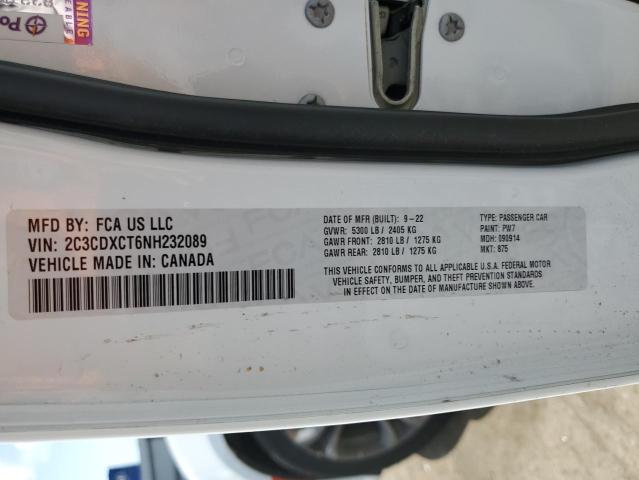 NING
EABLE
Po
MFD BY: FCA US LLC
VIN: 2C3CDXCT6NH232089
VEHICLE MADE IN: CANADA
DATE OF MFR (BUILT): 9-22
GVWR: 5300 LB / 2405 KG
GAWR FRONT: 2810 LB / 1275 KG
GAWR REAR: 2810 LB / 1275 KG
TYPE: PASSENGER CAR
PAINT: PW7
MDH: 090914
MKT: 875
THIS VEHICLE CONFORMS TO ALL APPLICABLE U.S.A. FEDERAL MOTOR
VEHICLE SAFETY, BUMPER, AND THEFT PREVENTION STANDARDS
IN EFFECT ON THE DATE OF MANUFACTURE SHOWN ABOVE.